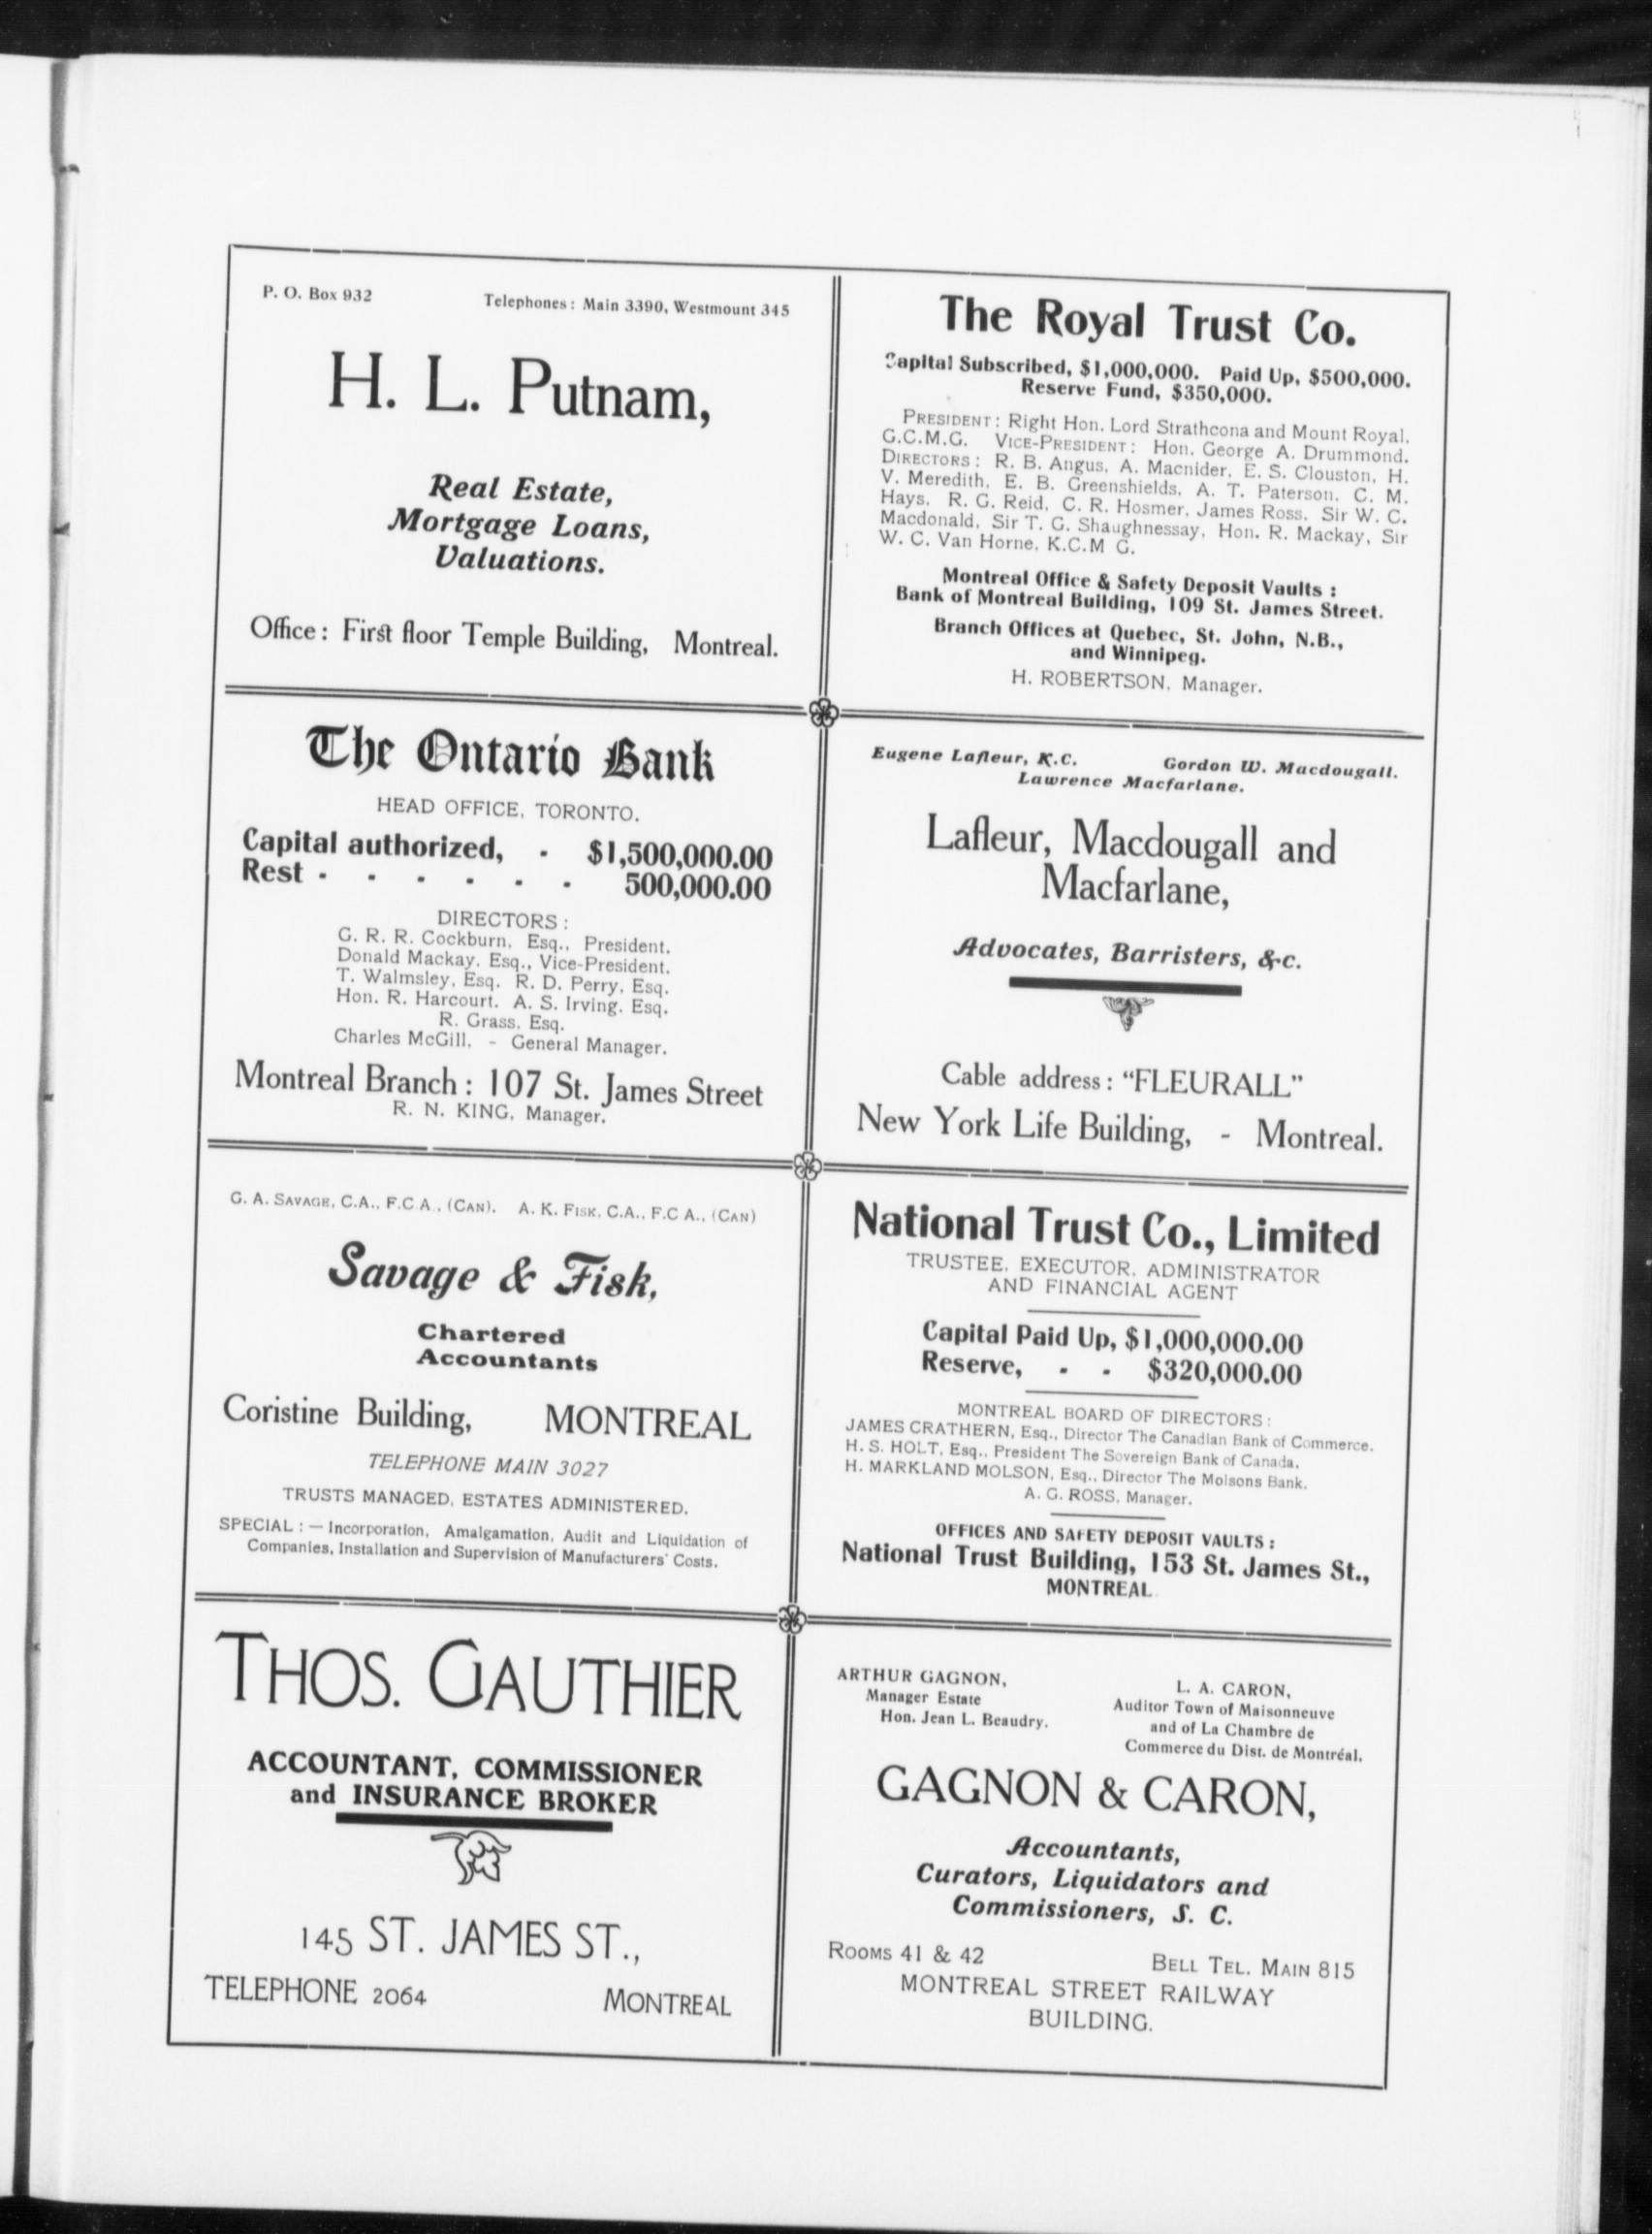 P. O. Box 932
Telephones: Main 3390, Westmount 345
H. L. Putnam,
Real Estate,
Mortgage Loans,
Valuations.
Office: First floor Temple Building, Montreal.
The Royal Trust Co.
Capital Subscribed, $1,000,000. Paid Up, $500,000.
Reserve Fund, $350,000.
PRESIDENT: Right Hon. Lord Strathcona and Mount Royal,
G.C.M.G. VICE-PRESIDENT: Hon. George A. Drummond.
DIRECTORS: R. B. Angus, A. Macnider, E. S. Clouston, H.
V. Meredith, E. B. Greenshields, A. T. Paterson, C. M.
Hays, R. G. Reid, C. R. Hosmer, James Ross, Sir W. C.
Macdonald, Sir T. G. Shaughnessay, Hon. R. Mackay, Sir
W. C. Van Horne, K.C.M G.
Montreal Office & Safety Deposit Vaults:
Bank of Montreal Building, 109 St. James Street.
Branch Offices at Quebec, St. John, N.B.,
and Winnipeg.
H. ROBERTSON, Manager.
The Ontario Bank
HEAD OFFICE, TORONTO.
Capital authorized, - $1,500,000.00
Rest - - - - - - 500,000.00
DIRECTORS:
G. R. R. Cockburn, Esq., President.
Donald Mackay, Esq., Vice-President.
T. Walmsley, Esq. R. D. Perry, Esq.
Hon. R. Harcourt. A. S. Irving, Esq.
R. Grass, Esq.
Charles McGill, - General Manager.
Montreal Branch: 107 St. James Street
R. N. KING, Manager.
Eugene Lafleur, K.C. Gordon W. Macdougall.
Lawrence Macfarlane.
Lafleur, Macdougall and
Macfarlane,
Advocates, Barristers, &c.
Cable address: "FLEURALL"
New York Life Building, - Montreal.
G. A. SAVAGE, C.A., F.C A., (CAN). A. K. FISK, C.A., F.C A., (CAN)
Savage & Fisk,
Chartered
Accountants
Coristine Building, MONTREAL
TELEPHONE MAIN 3027
TRUSTS MANAGED, ESTATES ADMINISTERED.
SPECIAL: — Incorporation, Amalgamation, Audit and Liquidation of
Companies, Installation and Supervision of Manufacturers' Costs.
National Trust Co., Limited
TRUSTEE, EXECUTOR, ADMINISTRATOR
AND FINANCIAL AGENT
Capital Paid Up, $1,000,000.00
Reserve, - - $320,000.00
MONTREAL BOARD OF DIRECTORS:
JAMES CRATHERN, Esq., Director The Canadian Bank of Commerce.
H. S. HOLT, Esq., President The Sovereign Bank of Canada.
H. MARKLAND MOLSON, Esq., Director The Molsons Bank.
A. G. ROSS, Manager.
OFFICES AND SAFETY DEPOSIT VAULTS:
National Trust Building, 153 St. James St.,
MONTREAL.
THOS. GAUTHIER
ACCOUNTANT, COMMISSIONER
and INSURANCE BROKER
145 ST. JAMES ST.,
TELEPHONE 2064 MONTREAL
ARTHUR GAGNON,
Manager Estate
Hon. Jean L. Beaudry.
L. A. CARON,
Auditor Town of Maisonneuve
and of La Chambre de
Commerce du Dist. de Montréal.
GAGNON & CARON,
Accountants,
Curators, Liquidators and
Commissioners, S. C.
ROOMS 41 & 42 BELL TEL. MAIN 815
MONTREAL STREET RAILWAY
BUILDING.